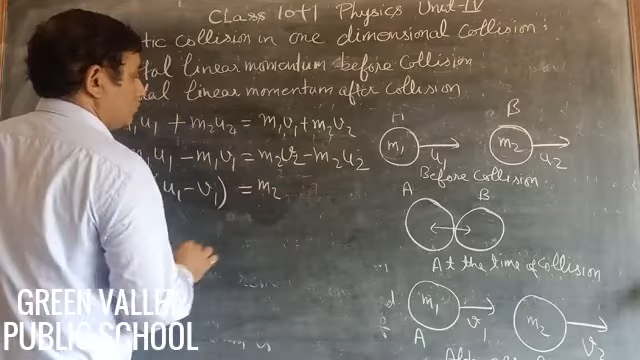 Class 10+1 Physics Unit-IV
tic collision in one dimensional Collision:
tal linear momentum before Collision
al linear momentum after Collision
u₁ + m₂u₂ = m₁v₁ + m₂v₂
u₁ - m₁v₁ = m₂v₂ - m₂u₂
u₁ - v₁) = m₂
A B
m₁ u₁ m₂ u₂
Before Collision
A B
At the time of Collision
m₁ v₁ m₂ v₂
A
GREEN VALLE
PUBLIC SCHOOL